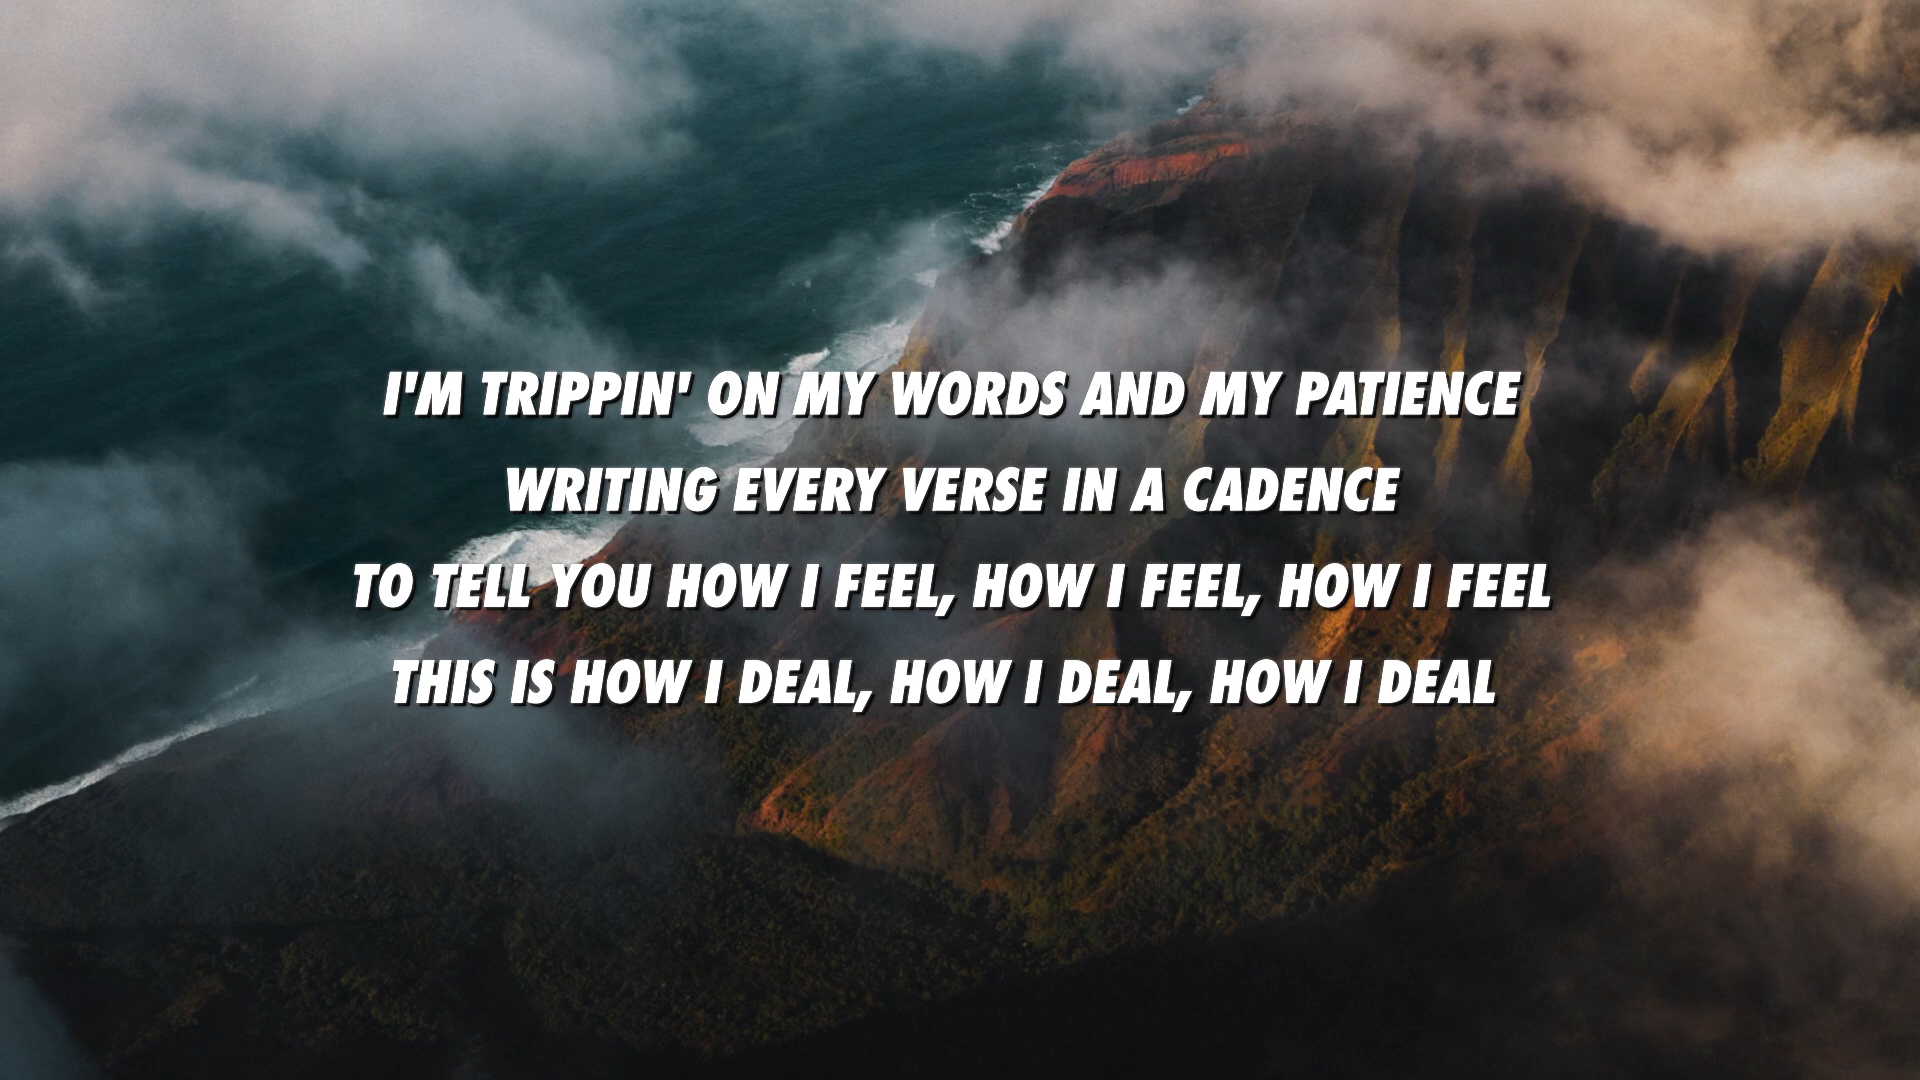 I'M TRIPPIN' ON MY WORDS AND MY PATIENCE
WRITING EVERY VERSE IN A CADENCE
TO TELL YOU HOW I FEEL, HOW I FEEL, HOW I FEEL
THIS IS HOW I DEAL, HOW I DEAL, HOW I DEAL